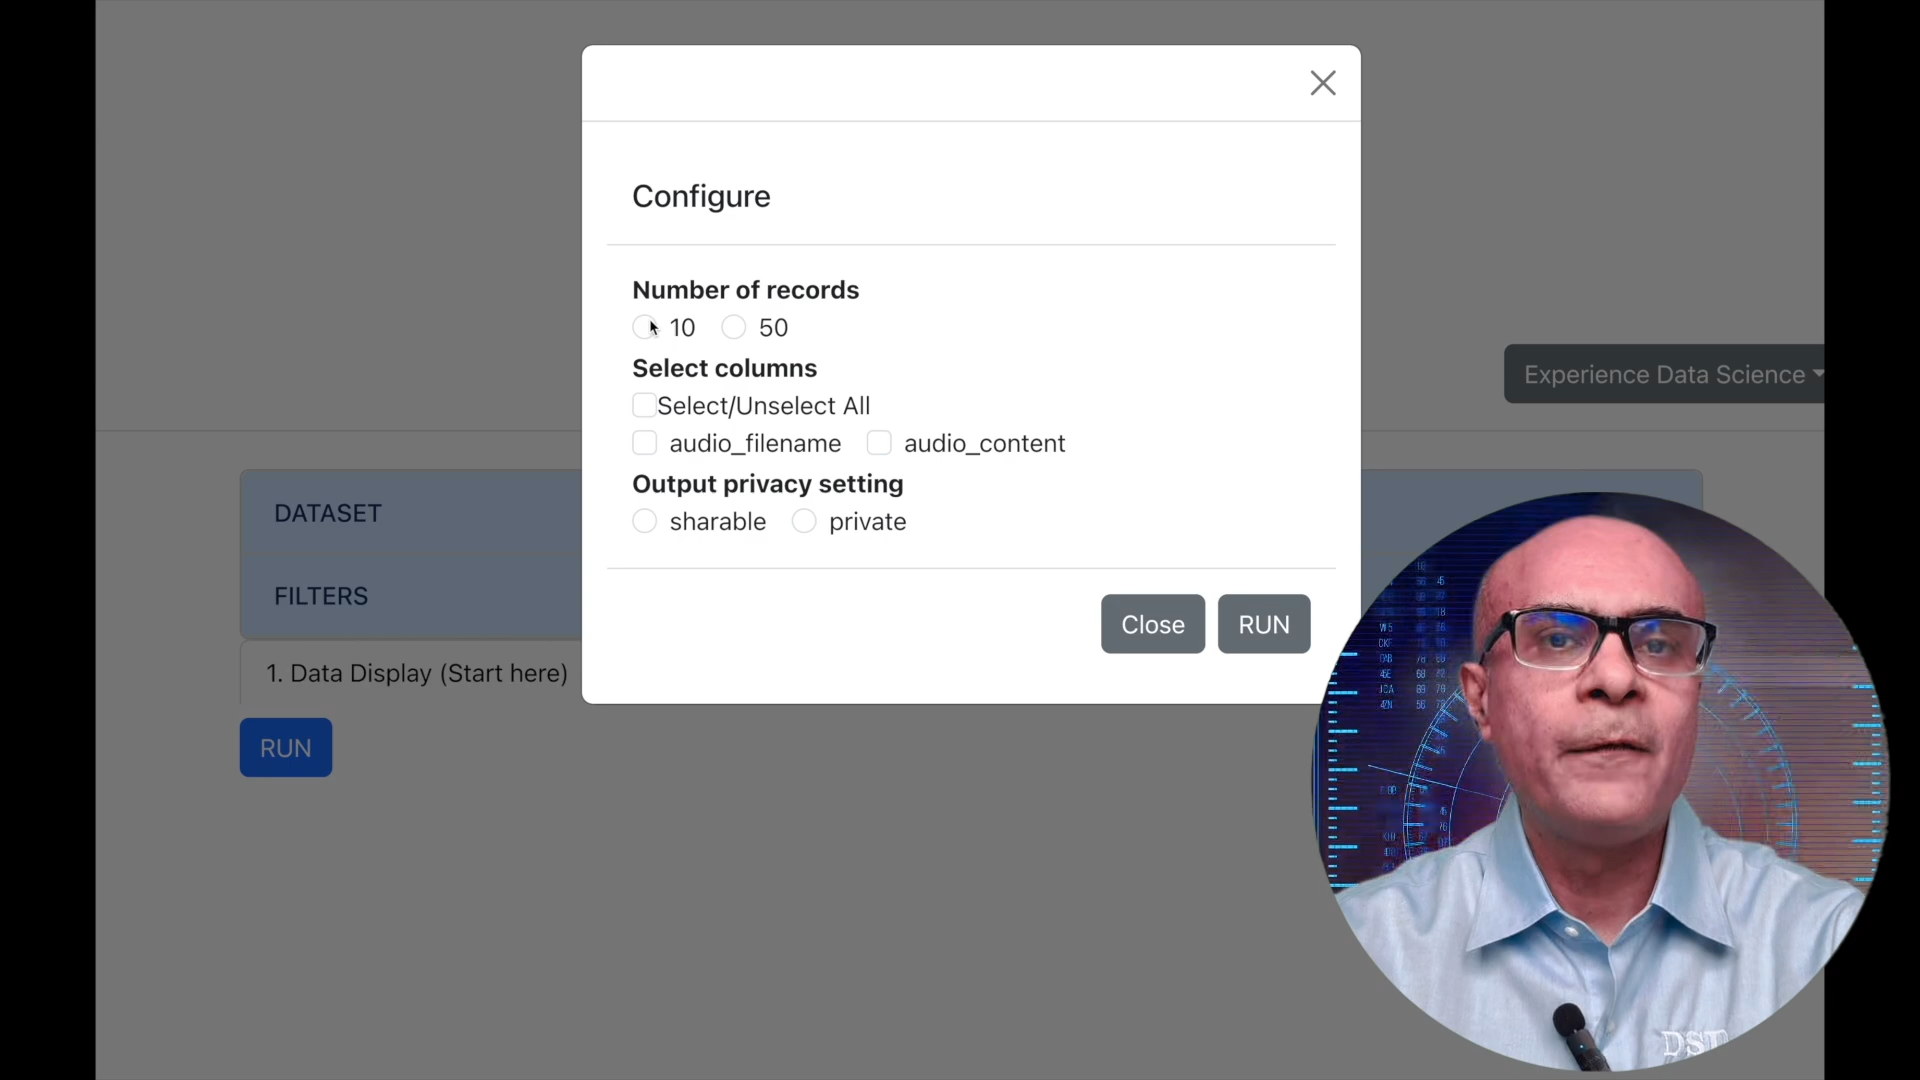 Configure
Number of records
10 50
Select columns
Select/Unselect All
audio_filename audio_content
Output privacy setting
sharable private
Close RUN
Experience Data Science
DATASET
FILTERS
1. Data Display (Start here)
RUN